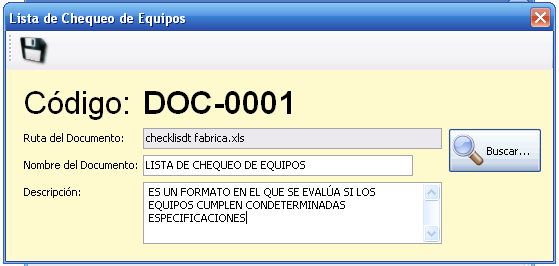 Lista de Chequeo de Equipos
Código: DOC-0001
Ruta del Documento: checklisdt fabrica.xls
Buscar...
Nombre del Documento: LISTA DE CHEQUEO DE EQUIPOS
Descripción: ES UN FORMATO EN EL QUE SE EVALÚA SI LOS
EQUIPOS CUMPLEN CONDETERMINADAS
ESPECIFICACIONES